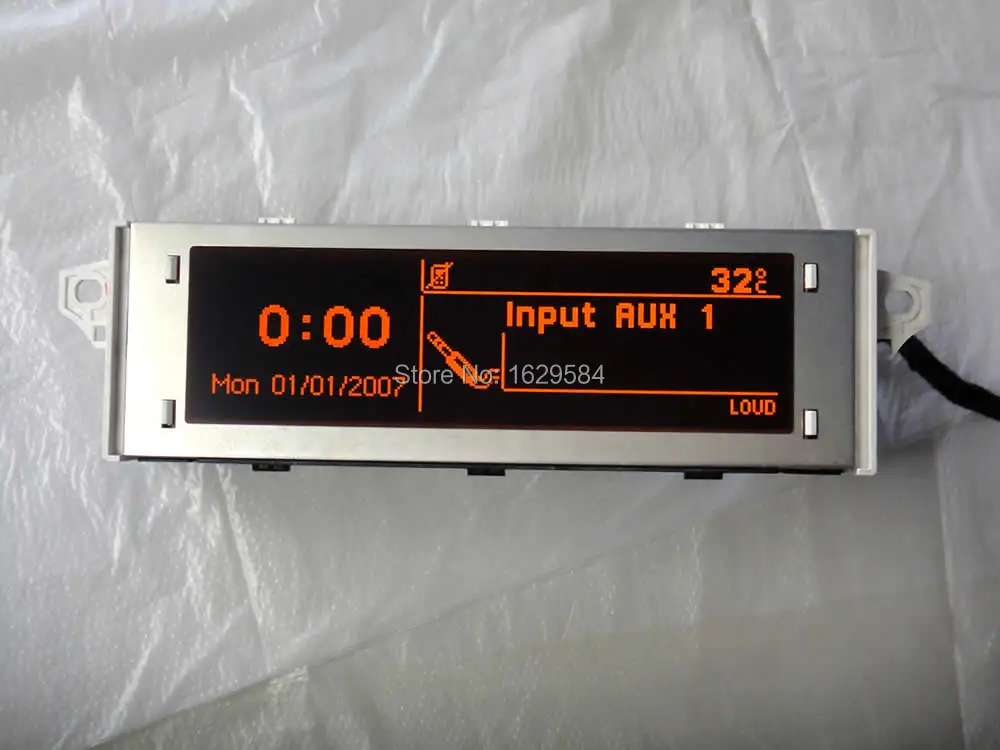 32°C
Input AUX 1
0:00
Mon 01/01/2007
Store No: 1629584
LOUD